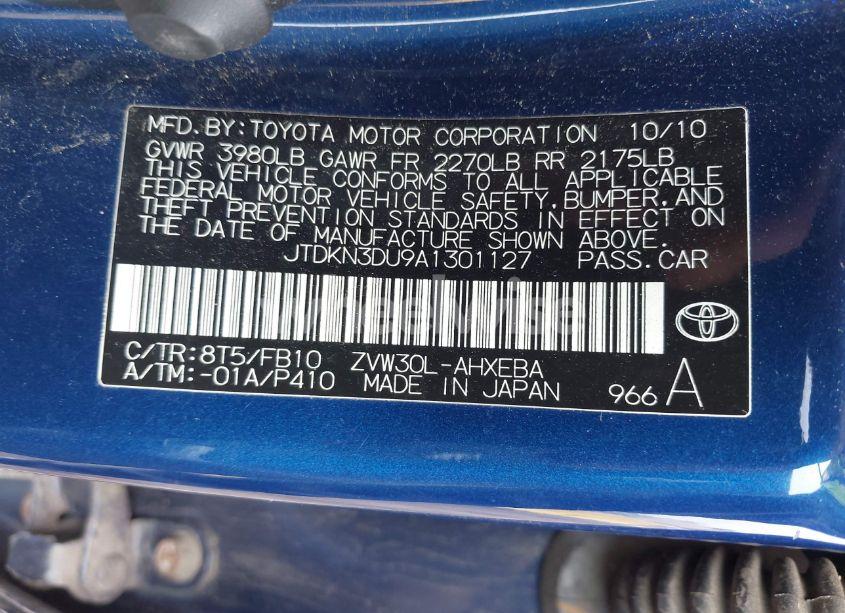 MFD. BY: TOYOTA MOTOR CORPORATION 10/10
GVWR 3980LB GAWR FR 2270LB RR 2175LB
THIS VEHICLE CONFORMS TO ALL APPLICABLE
FEDERAL MOTOR VEHICLE SAFETY, BUMPER, AND
THEFT PREVENTION STANDARDS IN EFFECT ON
THE DATE OF MANUFACTURE SHOWN ABOVE.
JTDKN3DU9A1301127 PASS. CAR
wheelwise
C/TR: 8T5/FB10 ZVW30L-AHXEBA
A/TM: -01A/P410 MADE IN JAPAN 966 A